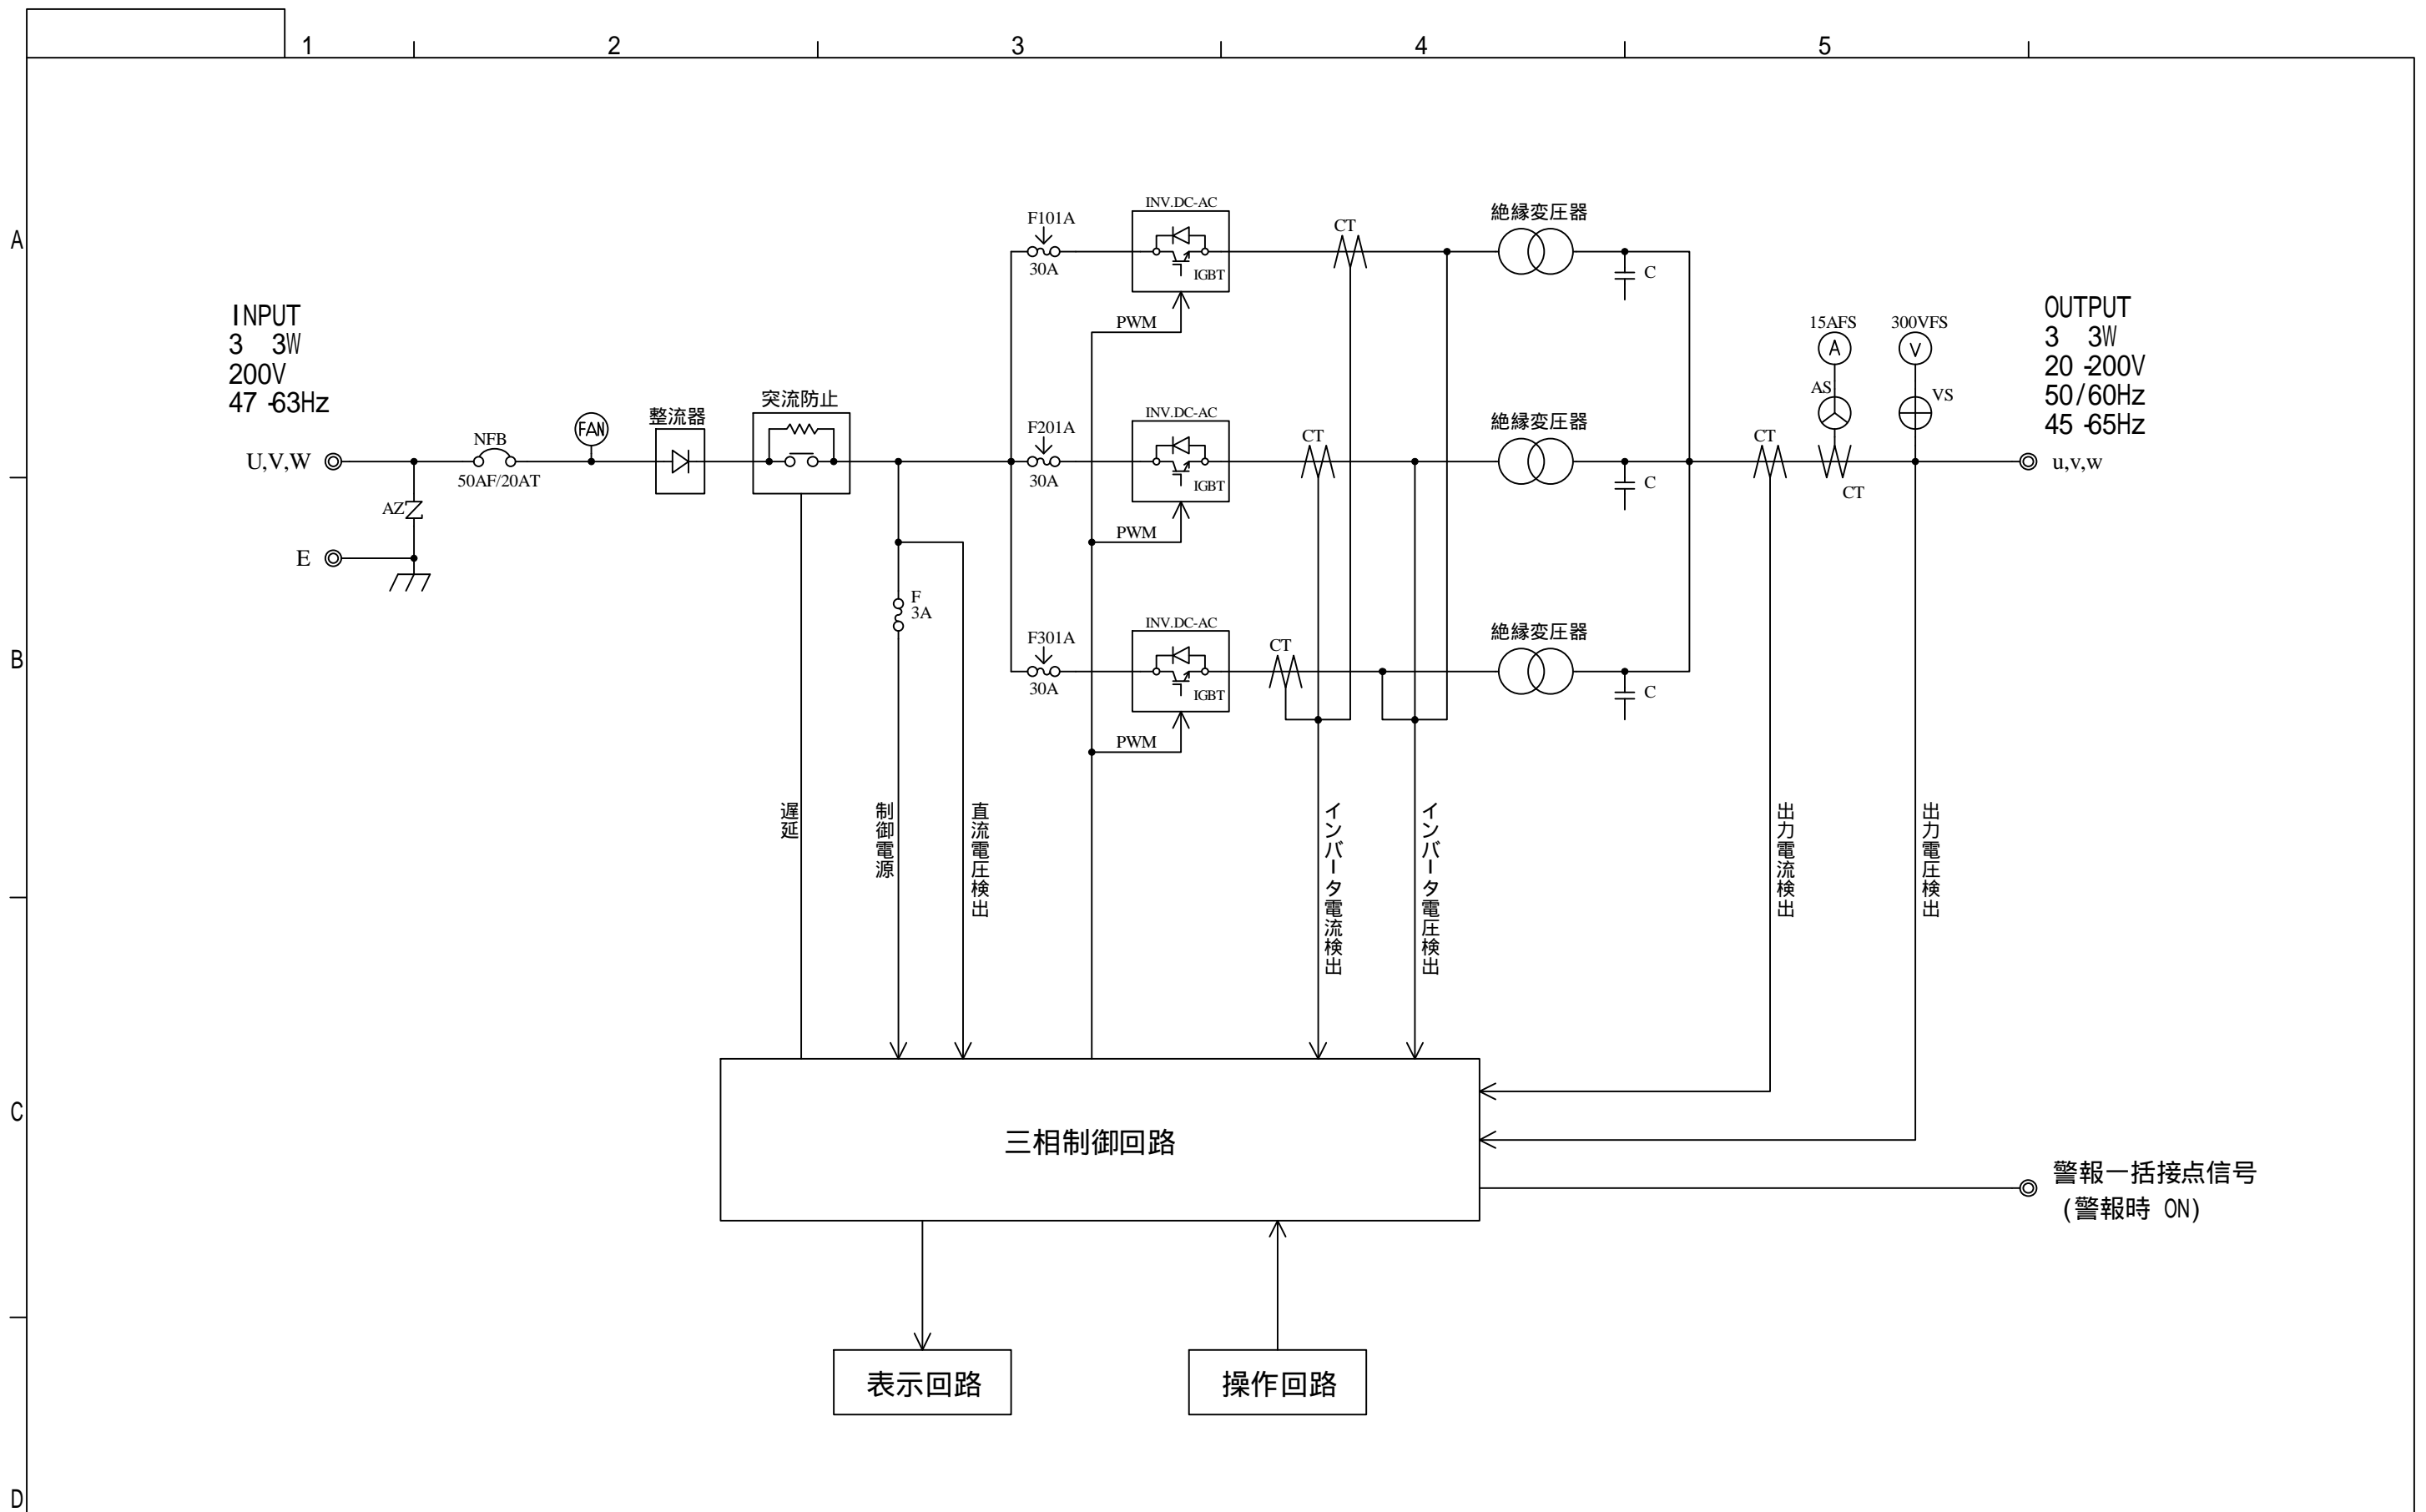 1
2
3
4
5
A
B
C
D
INPUT
3 3W
200V
47 -63Hz
U,V,W
E
AZ
NFB
50AF/20AT
FAN
整流器
突流防止
F
3A
F101A
30A
INV.DC-AC
IGBT
PWM
CT
絶縁変圧器
C
F201A
30A
INV.DC-AC
IGBT
PWM
CT
絶縁変圧器
C
F301A
30A
INV.DC-AC
IGBT
PWM
CT
絶縁変圧器
C
CT
15AFS
A
AS
CT
300VFS
V
VS
OUTPUT
3 3W
20 -200V
50/60Hz
45 -65Hz
u,v,w
遅延
制御電源
直流電圧検出
インバータ電流検出
インバータ電圧検出
出力電流検出
出力電圧検出
三相制御回路
警報一括接点信号
(警報時 ON)
表示回路
操作回路